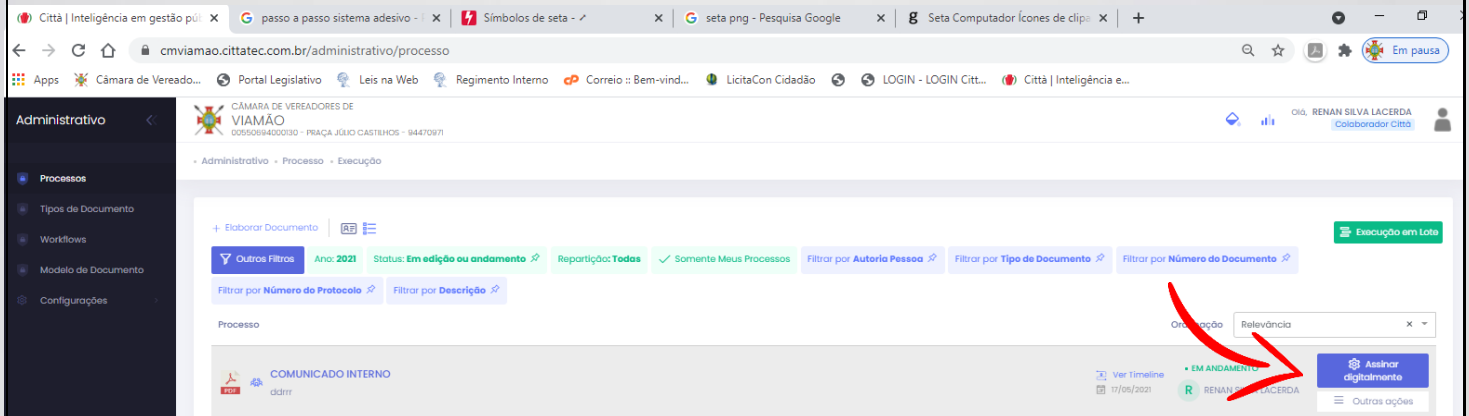 Città | Inteligência em gestão púb
passo a passo sistema adesivo -
Símbolos de seta - ↗
seta png - Pesquisa Google
Seta Computador Ícones de clipa
cmviamao.cittatec.com.br/administrativo/processo
Em pausa
Apps Câmara de Vereado... Portal Legislativo Leis na Web Regimento Interno Correio :: Bem-vind... LicitaCon Cidadão LOGIN - LOGIN Citt... Città | Inteligência e...
Administrativo
CÂMARA DE VEREADORES DE
VIAMÃO
00550694000130 - PRAÇA JÚLIO CASTILHOS - 94470971
Olá, RENAN SILVA LACERDA
Colaborador Città
Administrativo • Processo • Execução
Processos
Tipos de Documento
Workflows
Modelo de Documento
Configurações
+ Elaborar Documento
Execução em Lote
Outros Filtros Ano: 2021 Status: Em edição ou andamento Repartição: Todas Somente Meus Processos Filtrar por Autoria Pessoa Filtrar por Tipo de Documento Filtrar por Número do Documento
Filtrar por Número do Protocolo Filtrar por Descrição
Processo
Ordenação Relevância
PDF
COMUNICADO INTERNO
ddrrr
Ver Timeline
17/05/2021
• EM ANDAMENTO
R RENAN SILVA LACERDA
Assinar
digitalmente
Outras ações